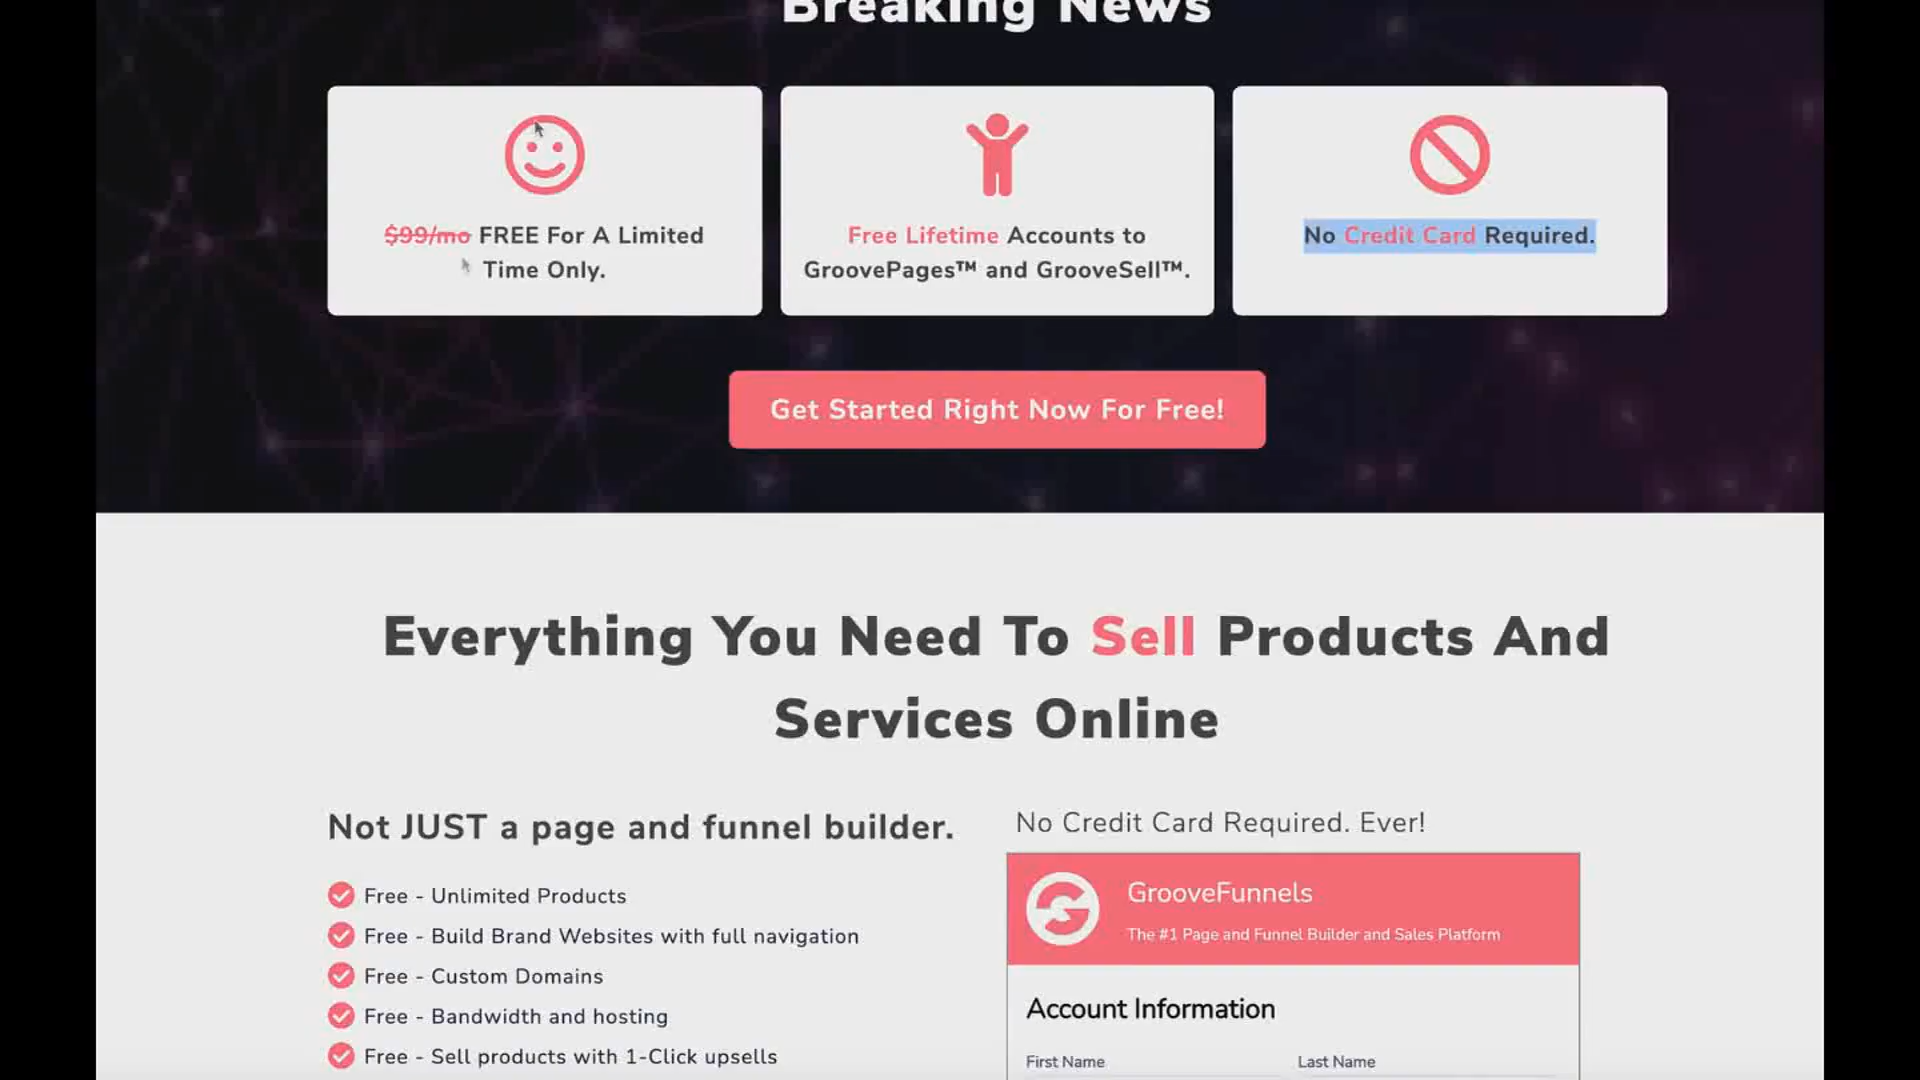 Breaking News
$99/mo FREE For A Limited
Time Only.
Free Lifetime Accounts to
GroovePages™ and GrooveSell™.
No Credit Card Required.
Get Started Right Now For Free!
Everything You Need To Sell Products And
Services Online
Not JUST a page and funnel builder.
Free - Unlimited Products
Free - Build Brand Websites with full navigation
Free - Custom Domains
Free - Bandwidth and hosting
Free - Sell products with 1-Click upsells
No Credit Card Required. Ever!
GrooveFunnels
The #1 Page and Funnel Builder and Sales Platform
Account Information
First Name Last Name